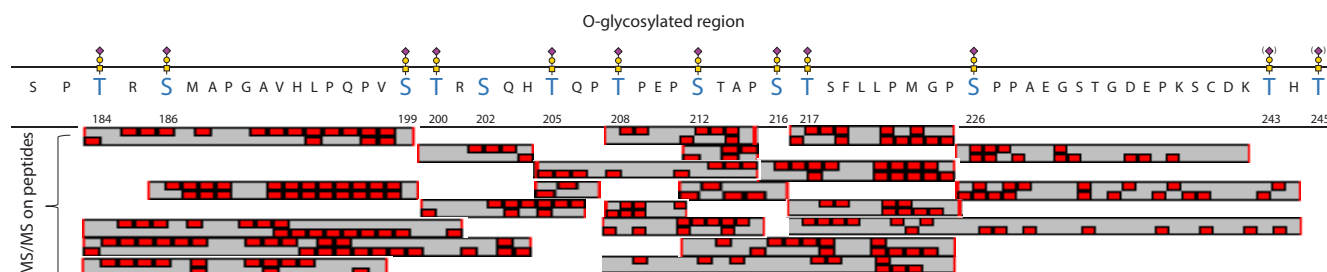 O-glycosylated region
( ) ( )
S P T R S M A P G A V H L P Q P V S T R S Q H T Q P T P E P S T A P S T S F L L P M G P S P P A E G S T G D E P K S C D K T H T
184 186 199 200 202 205 208 212 216 217 226 243 245
MS/MS on peptides